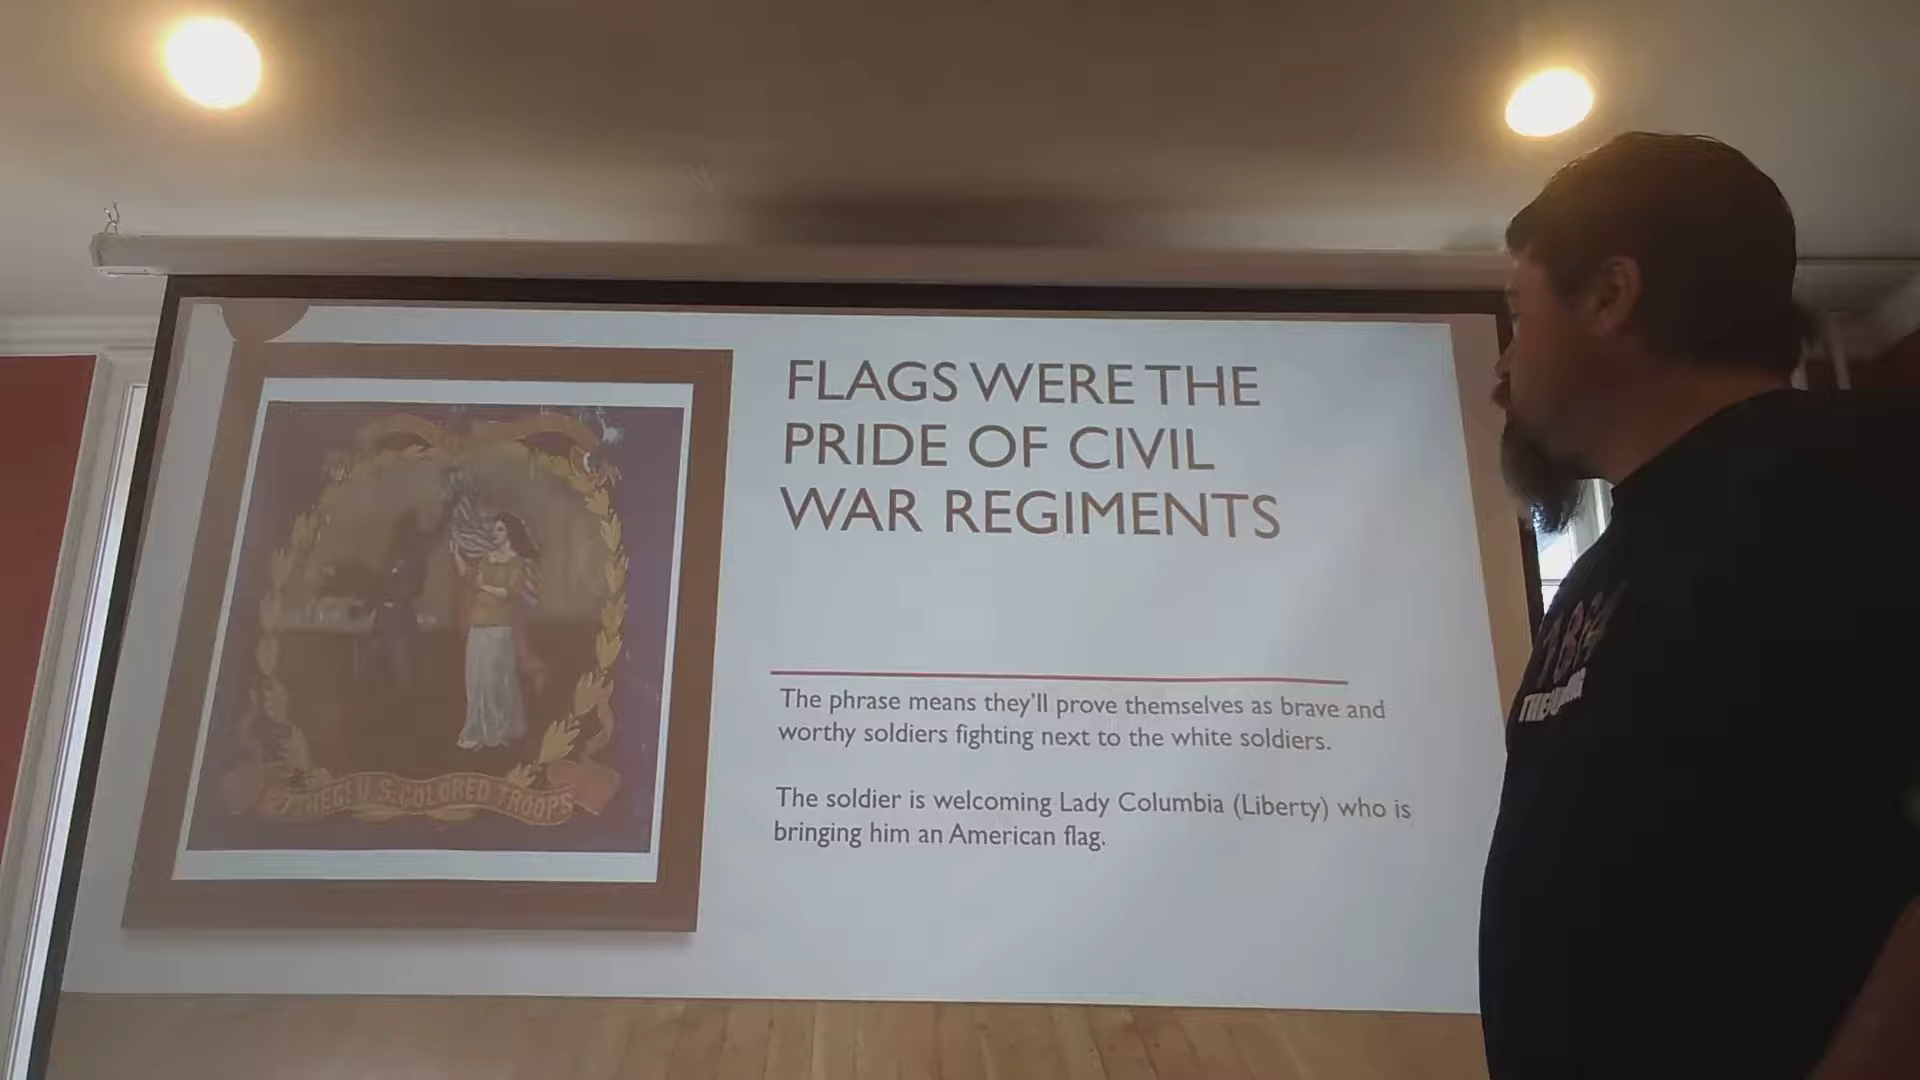 FLAGS WERE THE
PRIDE OF CIVIL
WAR REGIMENTS
The phrase means they'll prove themselves as brave and
worthy soldiers fighting next to the white soldiers.
The soldier is welcoming Lady Columbia (Liberty) who is
bringing him an American flag.
REG! U.S. COLORED TROOPS